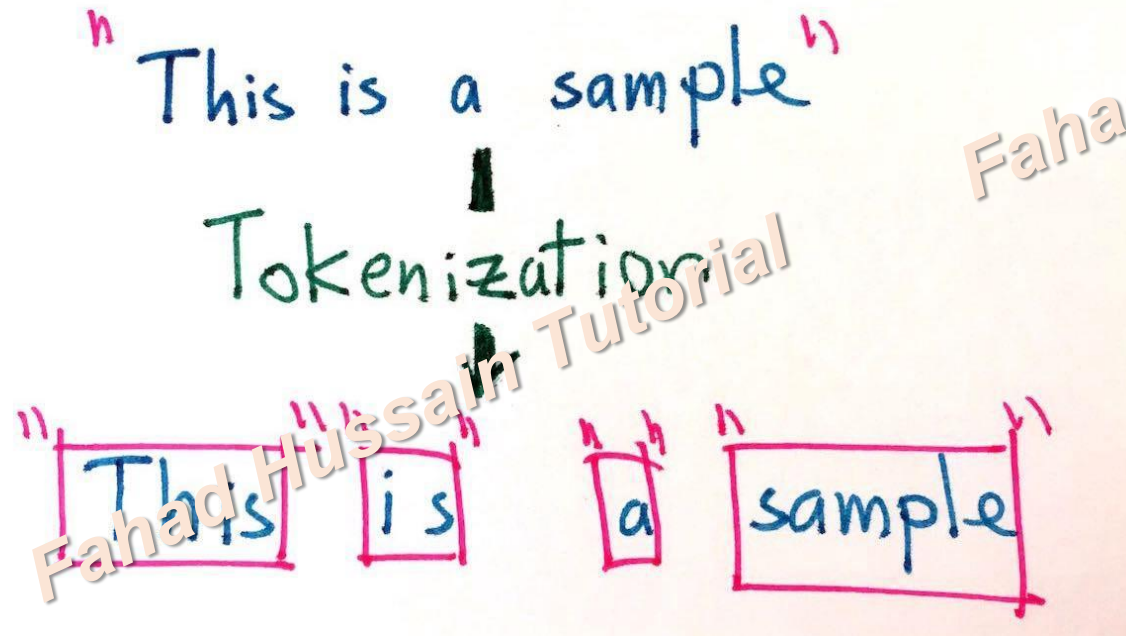 "This is a sample"
Tokenization
"This" "is" "a" "sample"
Fahad Hussain Tutorial
Faha